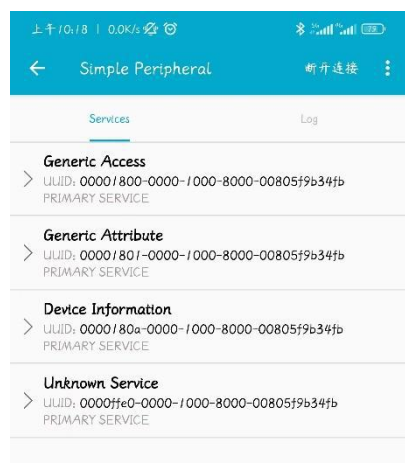 上午10:18 | 0.0K/s
78
Simple Peripheral 断开连接
Services Log
Generic Access
UUID: 00001800-0000-1000-8000-00805f9b34fb
PRIMARY SERVICE
Generic Attribute
UUID: 00001801-0000-1000-8000-00805f9b34fb
PRIMARY SERVICE
Device Information
UUID: 0000180a-0000-1000-8000-00805f9b34fb
PRIMARY SERVICE
Unknown Service
UUID: 0000ffe0-0000-1000-8000-00805f9b34fb
PRIMARY SERVICE